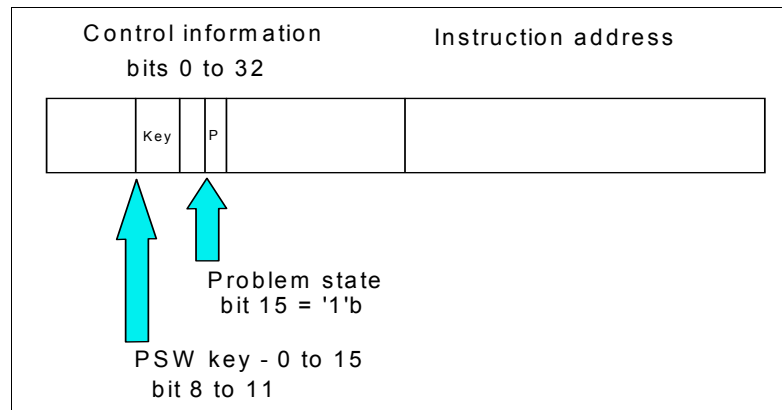 Control information
bits 0 to 32
Instruction address
Key
P
Problem state
bit 15 = '1'b
PSW key - 0 to 15
bit 8 to 11